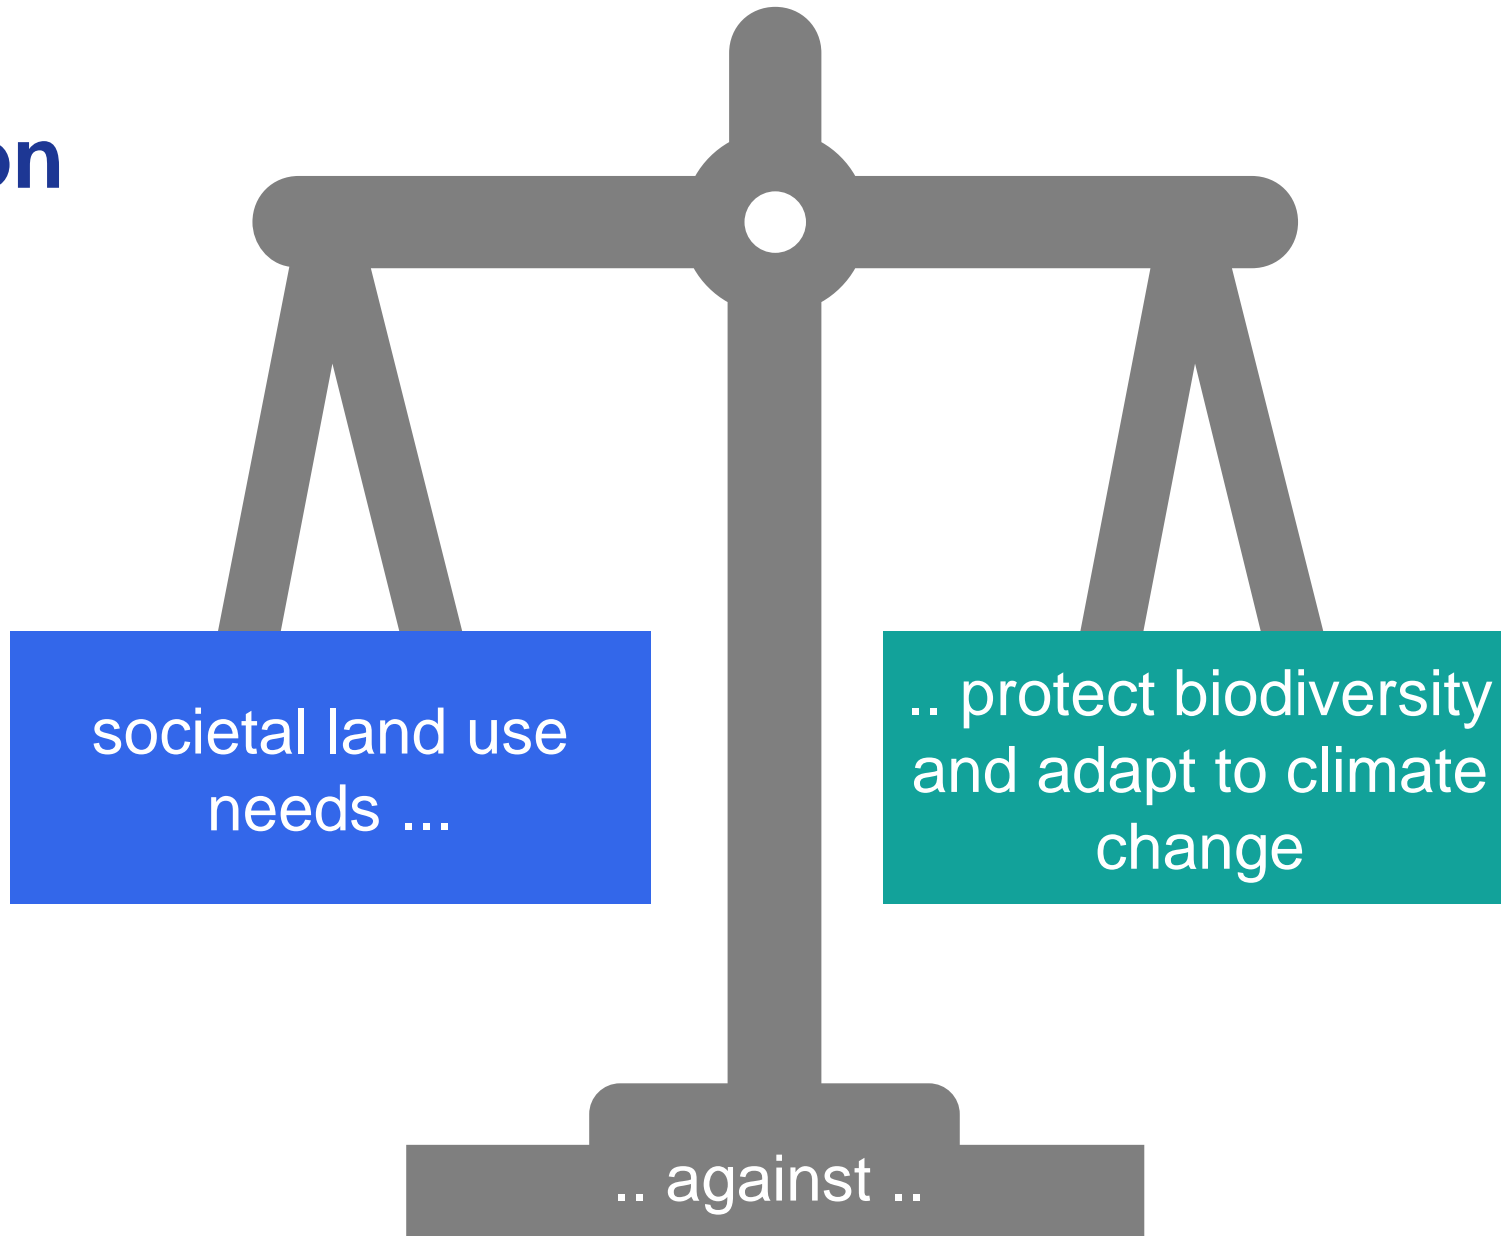 on
societal land use
needs ...
.. protect biodiversity
and adapt to climate
change
.. against ..